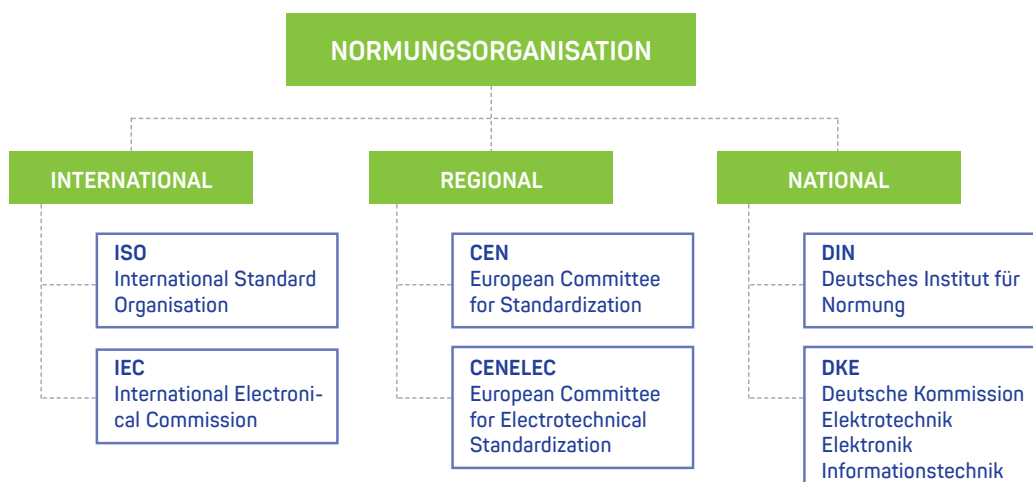 NORMUNGSORGANISATION
INTERNATIONAL
ISO
International Standard
Organisation
IEC
International Electroni-
cal Commission
REGIONAL
CEN
European Committee
for Standardization
CENELEC
European Committee
for Electrotechnical
Standardization
NATIONAL
DIN
Deutsches Institut für
Normung
DKE
Deutsche Kommission
Elektrotechnik
Elektronik
Informationstechnik